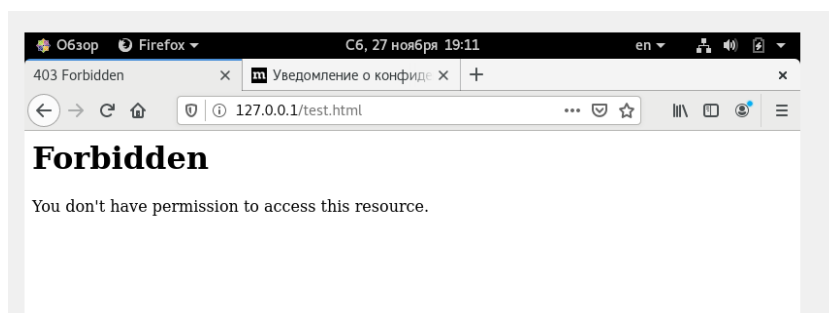 Обзор Firefox Сб, 27 ноября 19:11 en
403 Forbidden m Уведомление о конфиде
127.0.0.1/test.html
Forbidden
You don't have permission to access this resource.